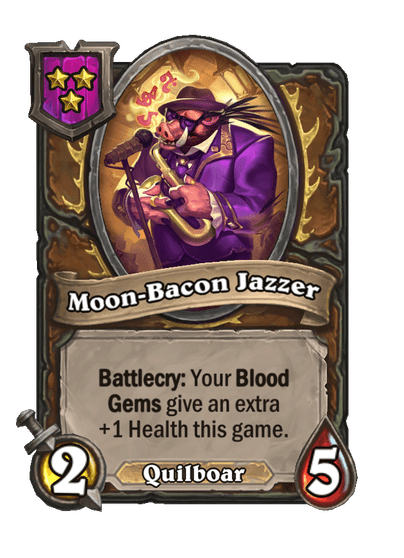 Moon-Bacon Jazzer
Battlecry: Your Blood
Gems give an extra
+1 Health this game.
2
Quilboar
5